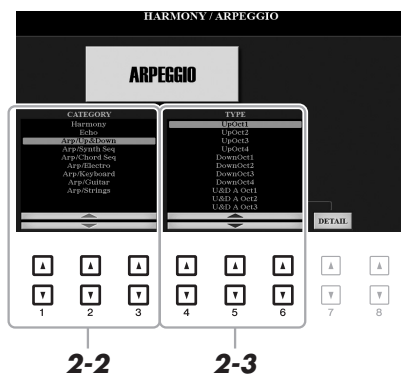 HARMONY / ARPEGGIO
ARPEGGIO
CATEGORY
Harmony
Echo
Arp/Up&Down
Arp/Synth Seq
Arp/Chord Seq
Arp/Electro
Arp/Keyboard
Arp/Guitar
Arp/Strings
TYPE
UpOct1
UpOct2
UpOct3
UpOct4
DownOct1
DownOct2
DownOct3
DownOct4
U&D A Oct1
U&D A Oct2
U&D A Oct3
DETAIL
1 2 3 4 5 6 7 8
2-2 2-3